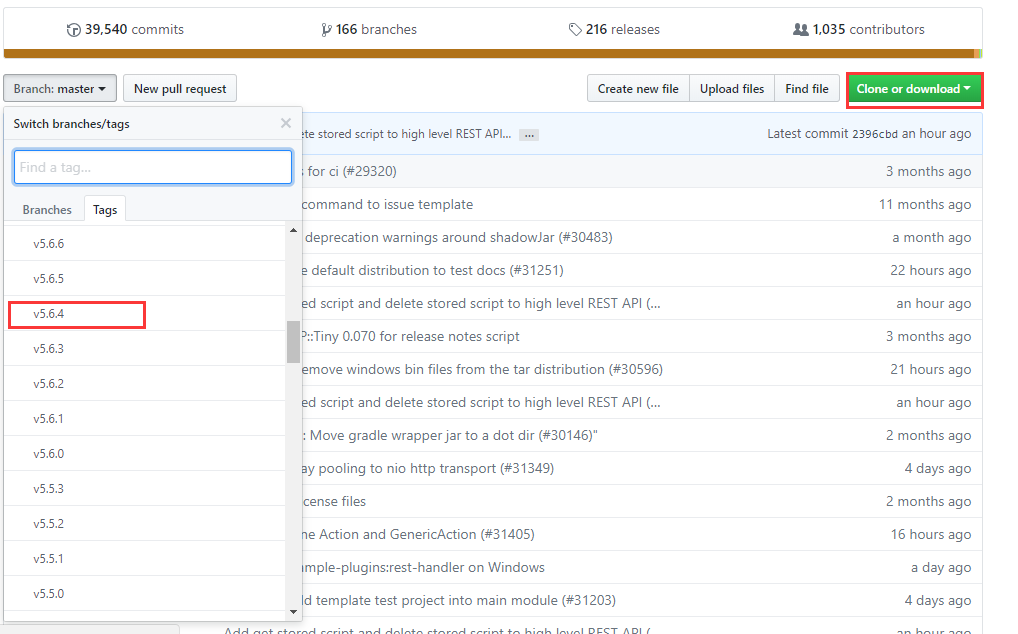 39,540 commits 166 branches 216 releases 1,035 contributors
Branch: master New pull request Create new file Upload files Find file Clone or download
Switch branches/tags
Find a tag...
Branches Tags
v5.6.6
v5.6.5
v5.6.4
v5.6.3
v5.6.2
v5.6.1
v5.6.0
v5.5.3
v5.5.2
v5.5.1
v5.5.0
stored script to high level REST API... ... Latest commit 2396cbd an hour ago
for ci (#29320) 3 months ago
command to issue template 11 months ago
deprecation warnings around shadowJar (#30483) a month ago
default distribution to test docs (#31251) 22 hours ago
script and delete stored script to high level REST API (... an hour ago
::Tiny 0.070 for release notes script 3 months ago
windows bin files from the tar distribution (#30596) 21 hours ago
script and delete stored script to high level REST API (... an hour ago
: Move gradle wrapper jar to a dot dir (#30146)" 2 months ago
pooling to nio http transport (#31349) 4 days ago
files 2 months ago
Action and GenericAction (#31405) 16 hours ago
-plugins:rest-handler on Windows a day ago
template test project into main module (#31203) 4 days ago
Add get stored script and delete stored script to high level REST API (... an hour ago